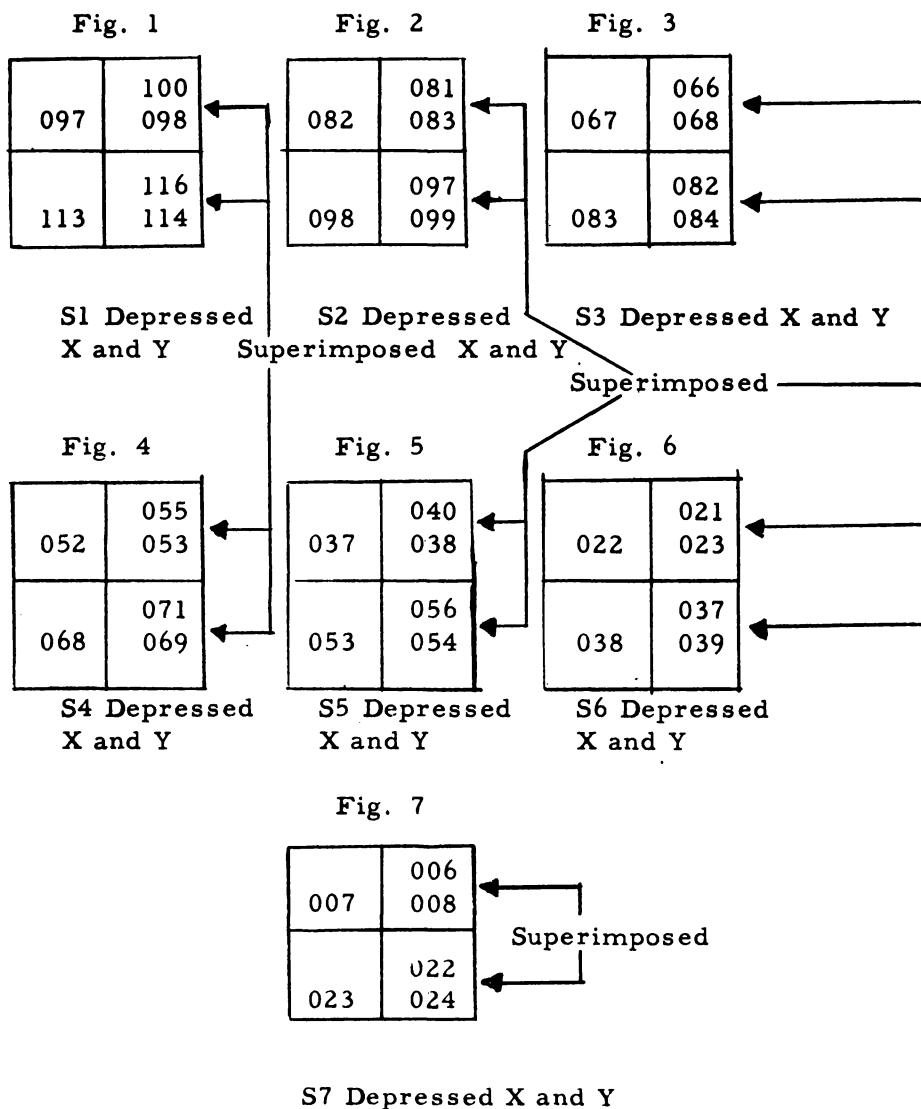 Fig. 1 Fig. 2 Fig. 3
100 081 066
097 098 082 083 067 068
116 097 082
113 114 098 099 083 084
S1 Depressed S2 Depressed S3 Depressed X and Y
X and Y Superimposed X and Y
Superimposed
Fig. 4 Fig. 5 Fig. 6
055 040 021
052 053 037 038 022 023
071 056 037
068 069 053 054 038 039
S4 Depressed S5 Depressed S6 Depressed
X and Y X and Y X and Y
Fig. 7
006
007 008
Superimposed
022
023 024
S7 Depressed X and Y